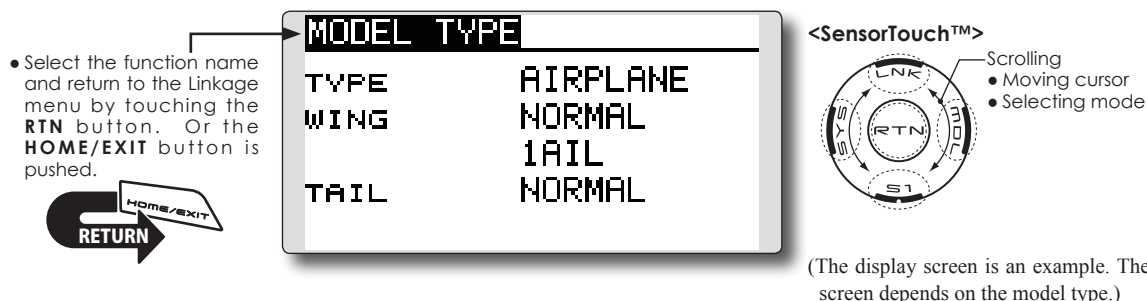 ● Select the function name
and return to the Linkage
menu by touching the
RTN button. Or the
HOME/EXIT button is
pushed.
HOME/EXIT
RETURN
MODEL TYPE
TYPE AIRPLANE
WING NORMAL
1AIL
TAIL NORMAL
<SensorTouch™>
Scrolling
● Moving cursor
● Selecting mode
LNK
SYS
RTN
MDL
S1
(The display screen is an example. The
screen depends on the model type.)